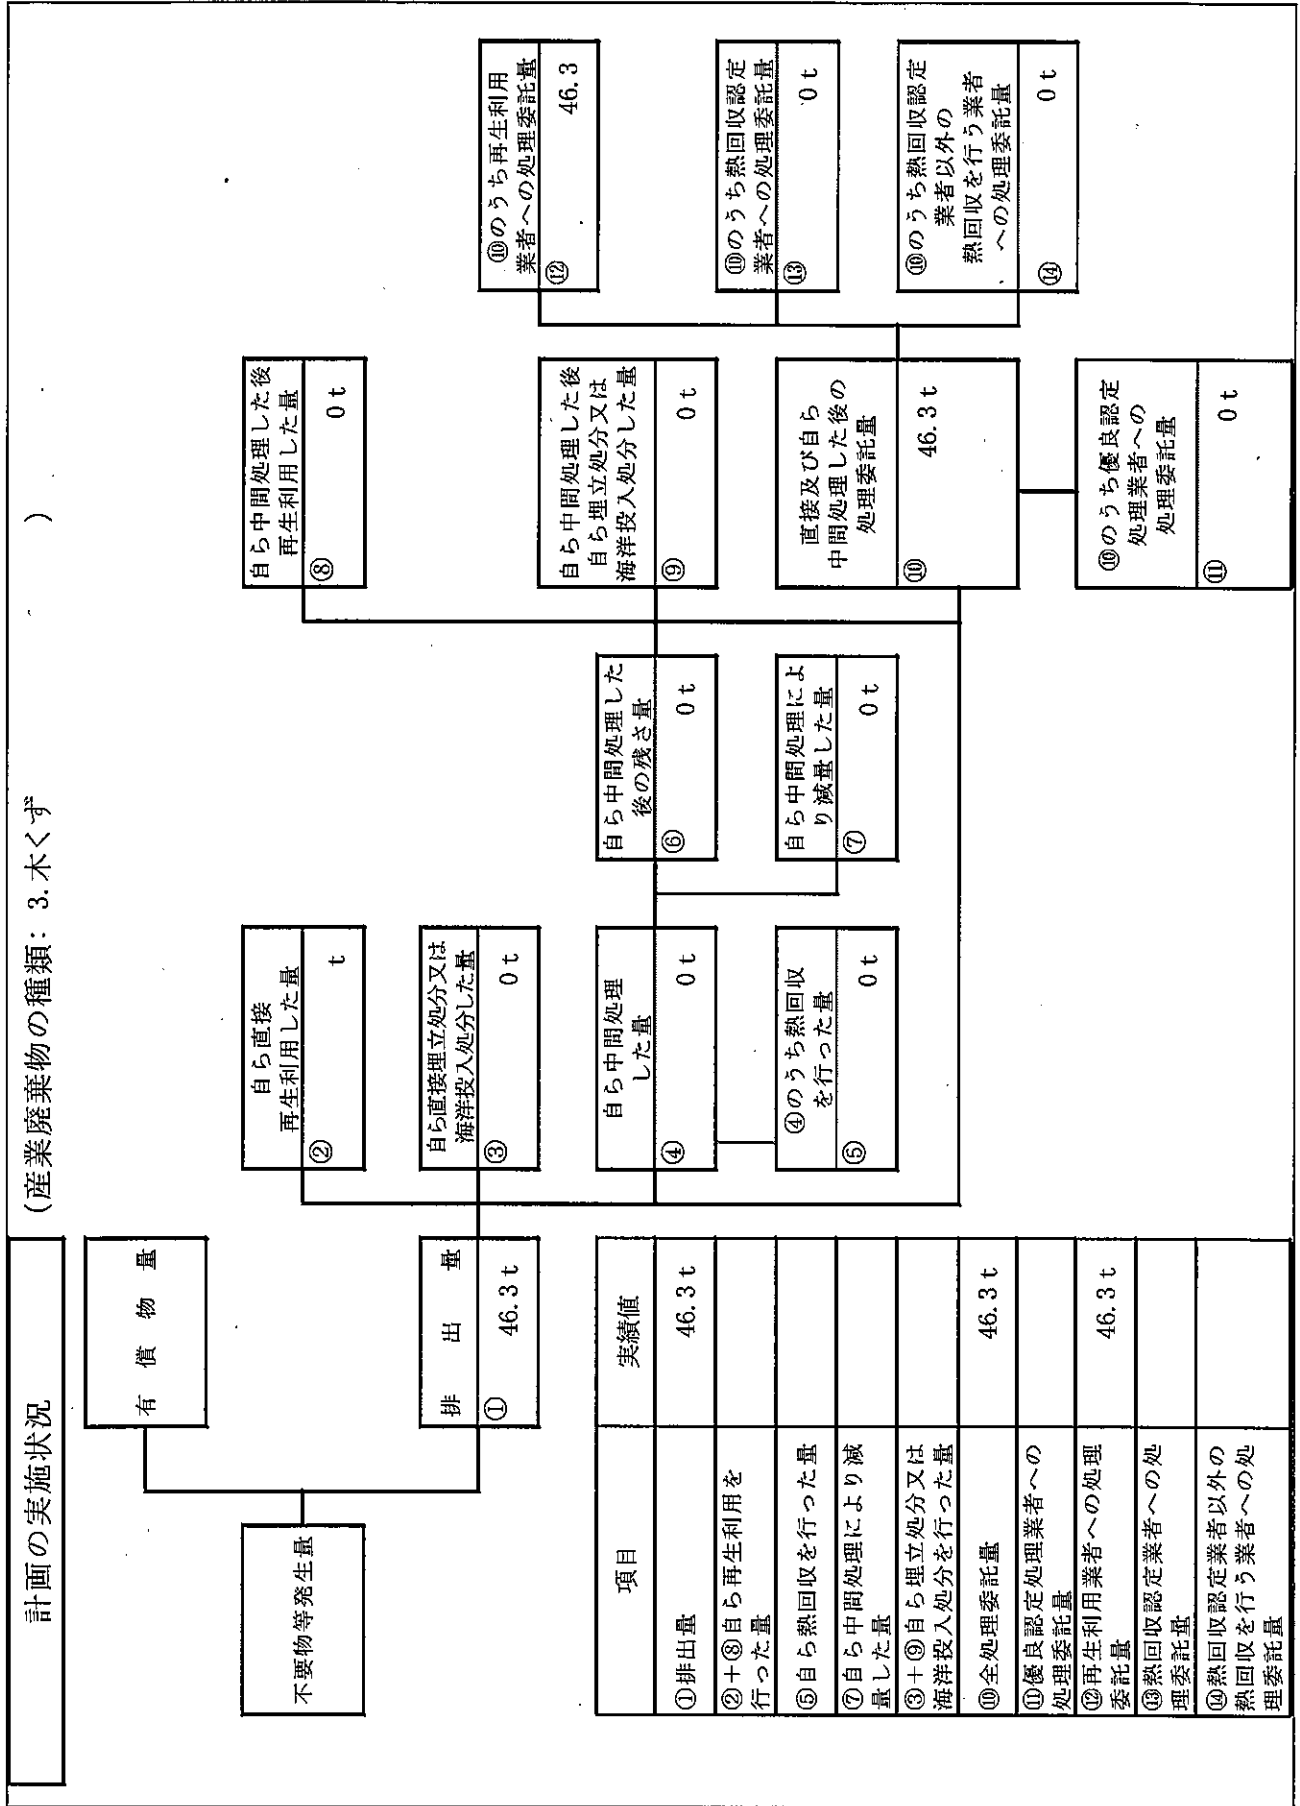 計画の実施状況
(産業廃棄物の種類: 3.木くず )
不要物等発生量
有償物量
排出量
① 46.3 t
自ら直接
再生利用した量
② t
自ら直接埋立処分又は
海洋投入処分した量
③ 0 t
自ら中間処理
した量
④ 0 t
④のうち熱回収
を行った量
⑤ 0 t
自ら中間処理した
後の残さ量
⑥ 0 t
自ら中間処理によ
り減量した量
⑦ 0 t
自ら中間処理した後
再生利用した量
⑧ 0 t
自ら中間処理した後
自ら埋立処分又は
海洋投入処分した量
⑨ 0 t
直接及び自ら
中間処理した後の
処理委託量
⑩ 46.3 t
⑩のうち優良認定
処理業者への
処理委託量
⑪ 0 t
⑩のうち再生利用
業者への処理委託量
⑫ 46.3
⑩のうち熱回収認定
業者への処理委託量
⑬ 0 t
⑩のうち熱回収認定
業者以外の
熱回収を行う業者
への処理委託量
⑭ 0 t
項目 実績値
①排出量 46.3 t
②+⑧自ら再生利用を
行った量
⑤自ら熱回収を行った量
⑦自ら中間処理により減
量した量
③+⑨自ら埋立処分又は
海洋投入処分を行った量
⑩全処理委託量 46.3 t
⑪優良認定処理業者への
処理委託量
⑫再生利用業者への処理
委託量 46.3 t
⑬熱回収認定業者への処
理委託量
⑭熱回収認定業者以外の
熱回収を行う業者への処
理委託量